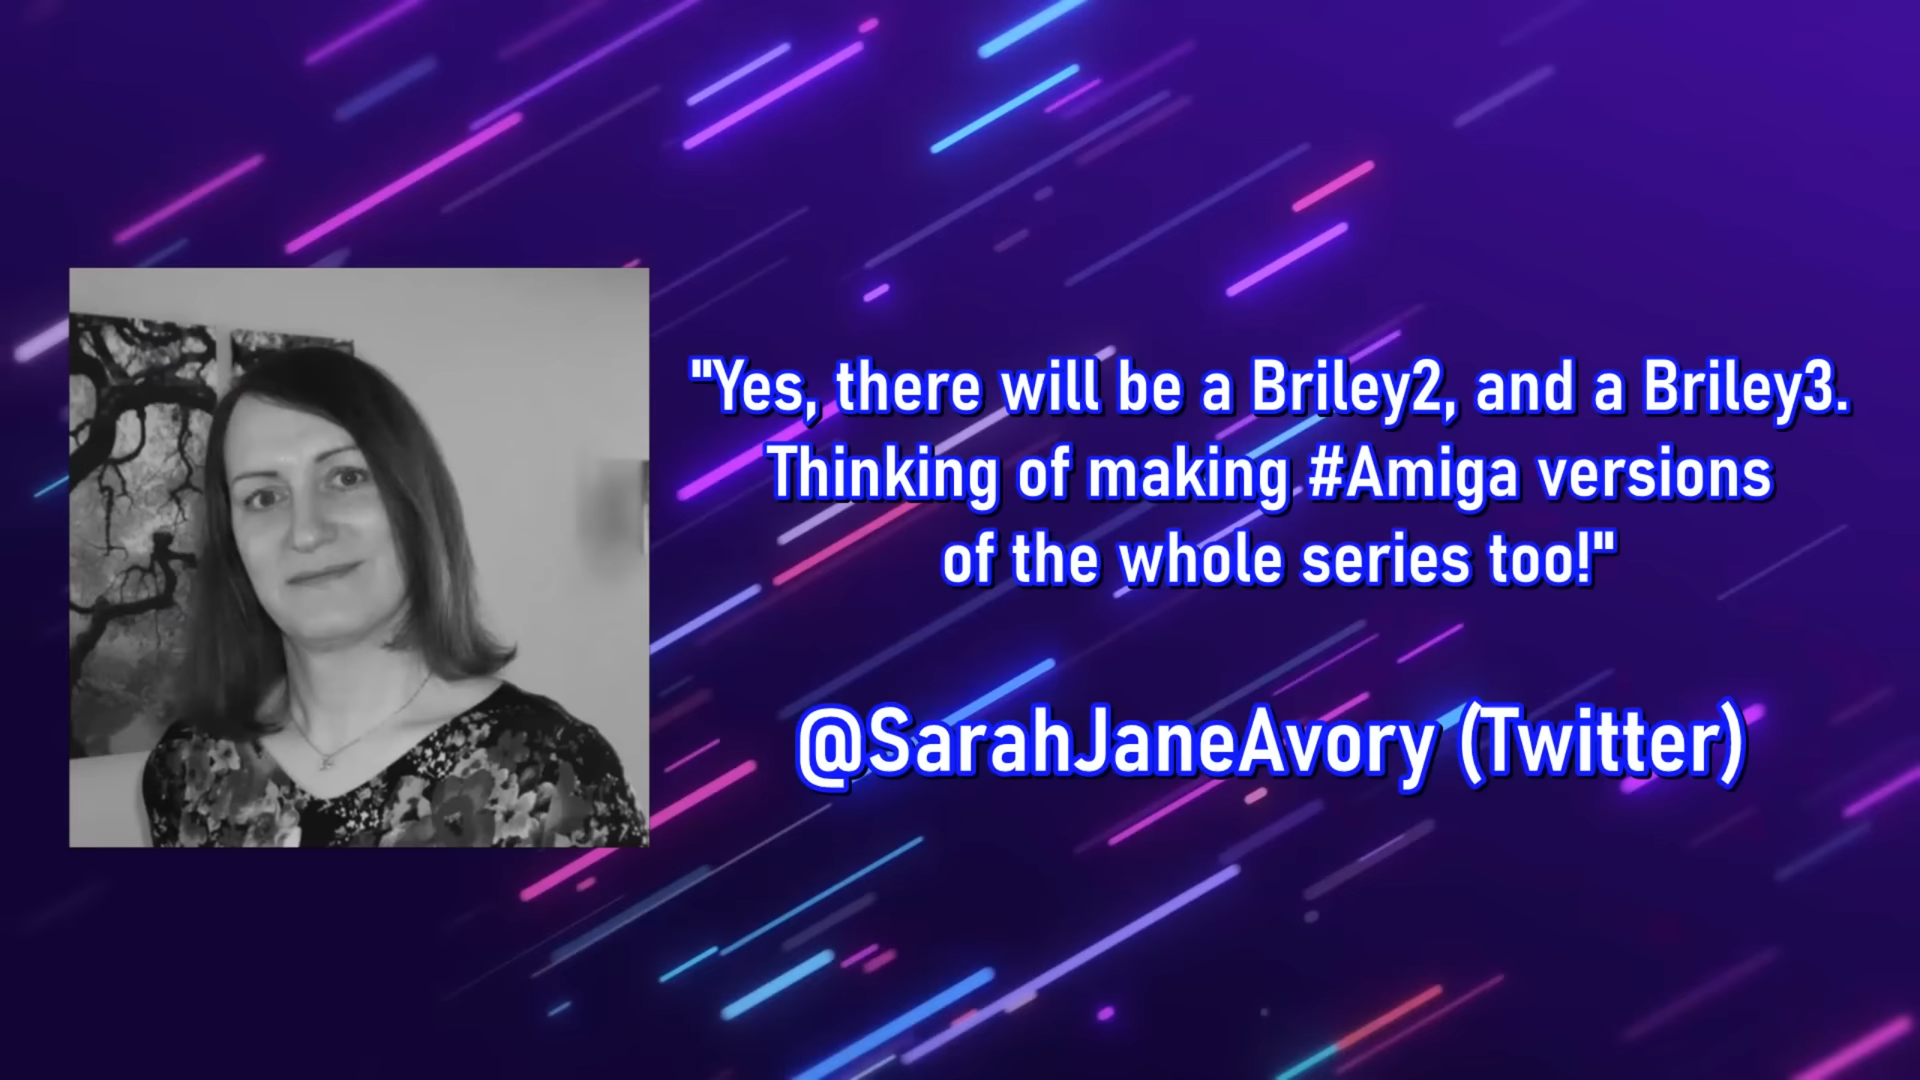 "Yes, there will be a Briley2, and a Briley3.
Thinking of making #Amiga versions
of the whole series too!"
@SarahJaneAvory (Twitter)